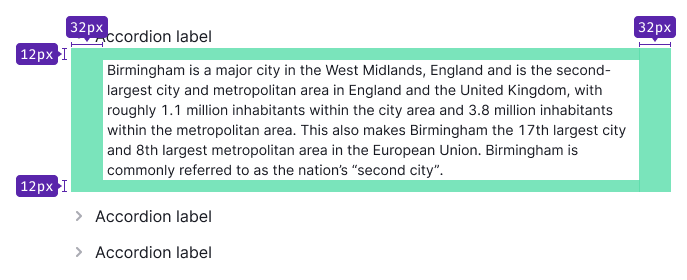 32px
32px
Accordion label
12px
Birmingham is a major city in the West Midlands, England and is the second-
largest city and metropolitan area in England and the United Kingdom, with
roughly 1.1 million inhabitants within the city area and 3.8 million inhabitants
within the metropolitan area. This also makes Birmingham the 17th largest city
and 8th largest metropolitan area in the European Union. Birmingham is
commonly referred to as the nation’s “second city”.
12px
Accordion label
Accordion label